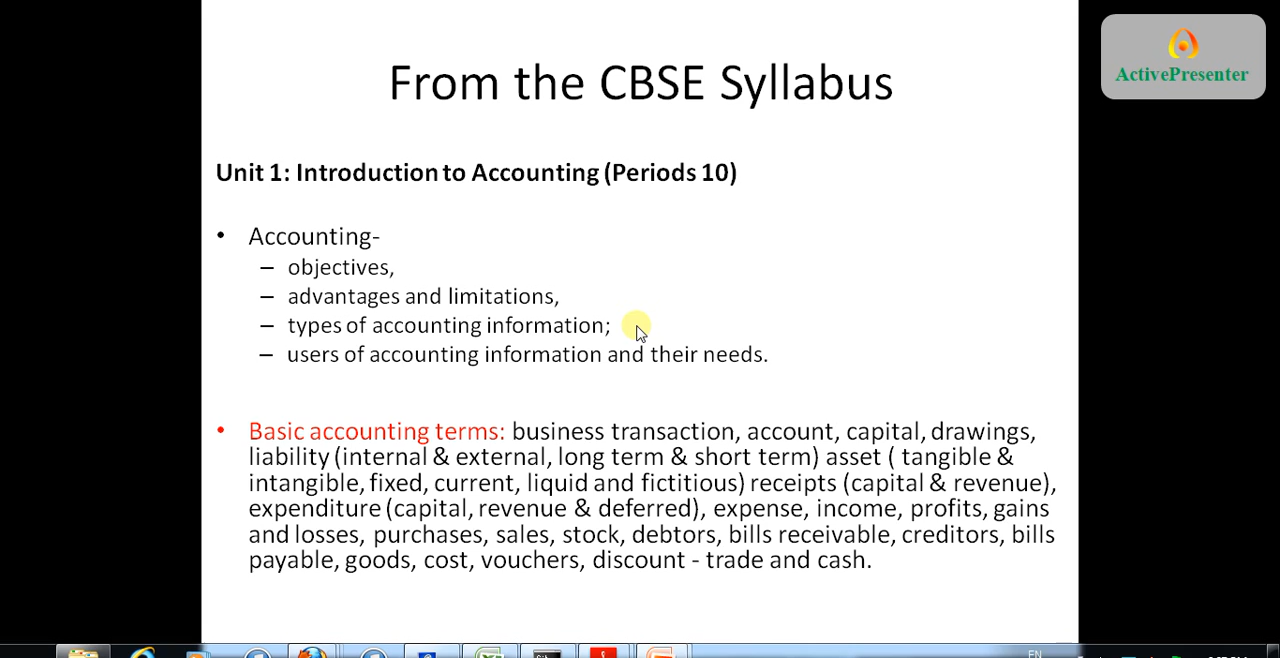 ActivePresenter
From the CBSE Syllabus
Unit 1: Introduction to Accounting (Periods 10)
• Accounting-
– objectives,
– advantages and limitations,
– types of accounting information;
– users of accounting information and their needs.
• Basic accounting terms: business transaction, account, capital, drawings,
liability (internal & external, long term & short term) asset ( tangible &
intangible, fixed, current, liquid and fictitious) receipts (capital & revenue),
expenditure (capital, revenue & deferred), expense, income, profits, gains
and losses, purchases, sales, stock, debtors, bills receivable, creditors, bills
payable, goods, cost, vouchers, discount - trade and cash.
EN